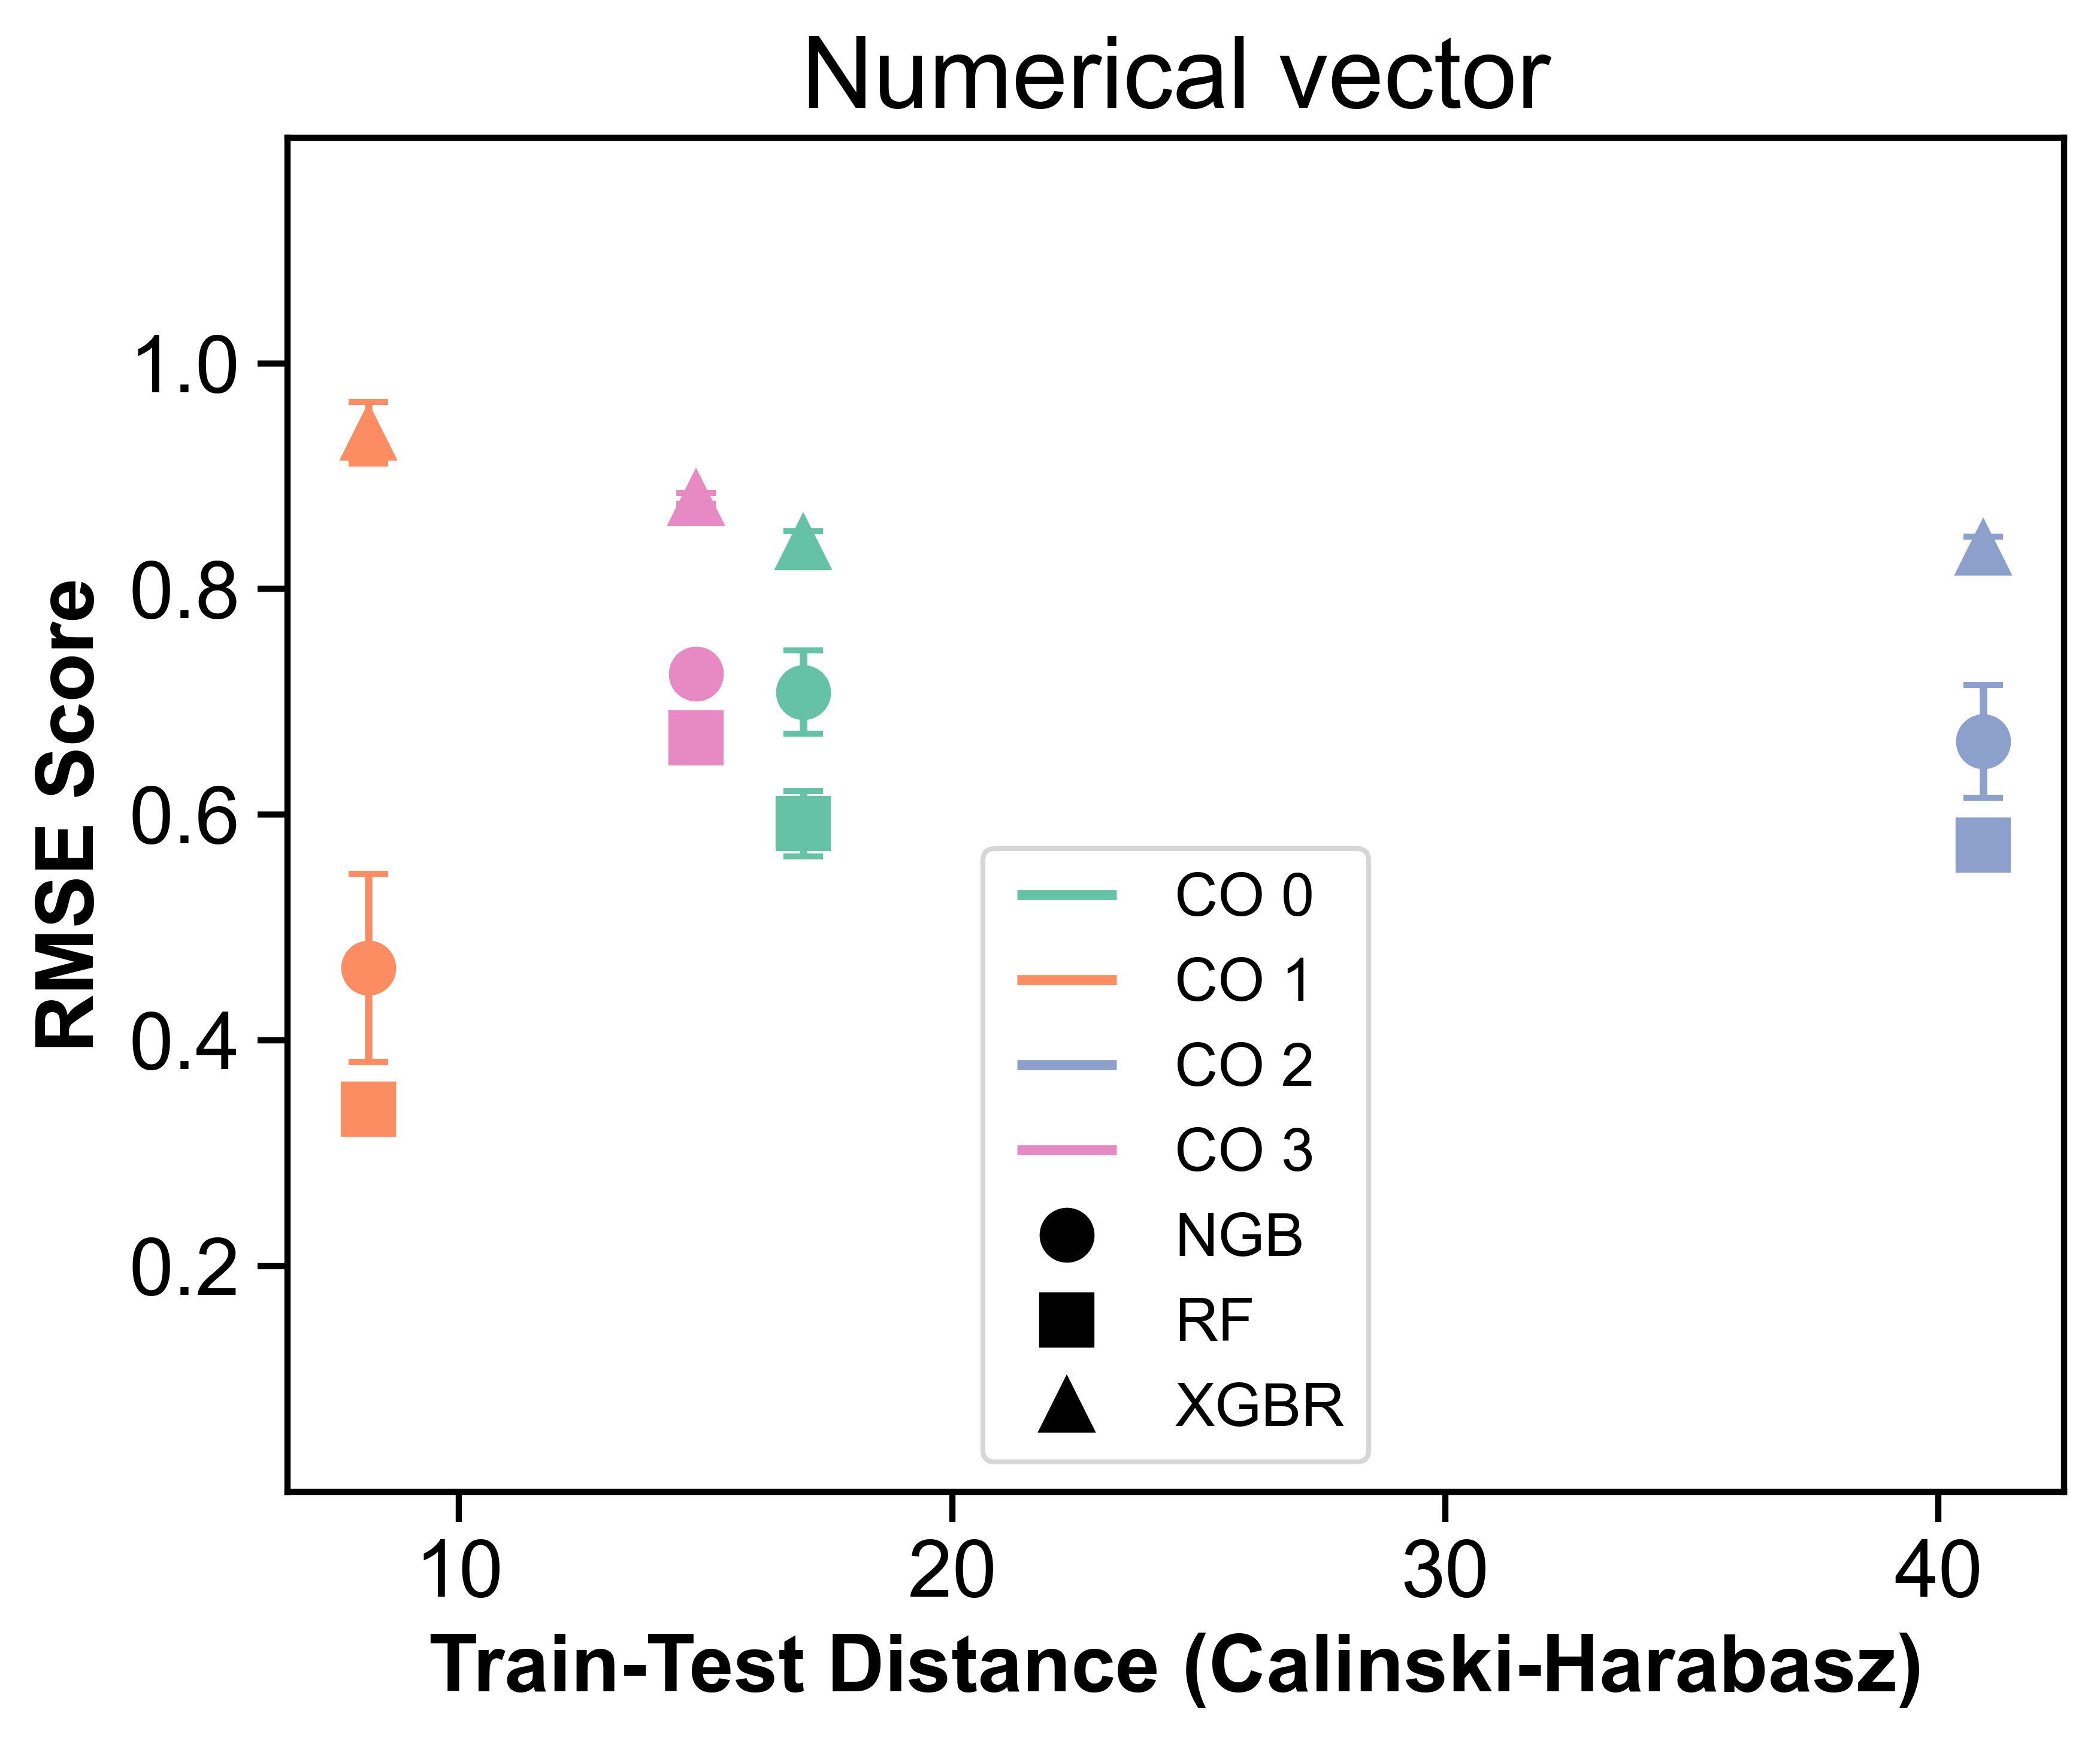 Numerical vector
RMSE Score
1.0
0.8
0.6
0.4
0.2
CO 0
CO 1
CO 2
CO 3
NGB
RF
XGBR
10 20 30 40
Train-Test Distance (Calinski-Harabasz)